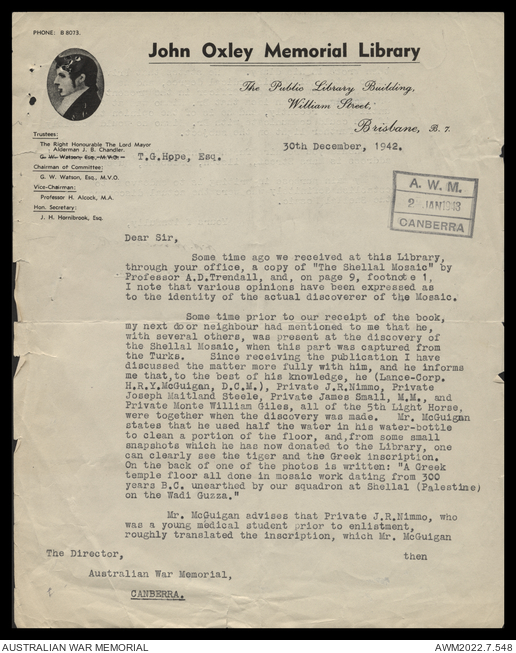 PHONE: B 8073.
John Oxley Memorial Library
The Public Library Building,
William Street,
Brisbane, B. 7.
Trustees:
The Right Honourable The Lord Mayor
Alderman J. B. Chandler.
G. W. Watson, Esq., M.V.O.
Chairman of Committee:
G. W. Watson, Esq., M.V.O.
Vice-Chairman:
Professor H. Alcock, M.A.
Hon. Secretary:
J. H. Hornibrook, Esq.
T.G.Hope, Esq.
30th December, 1942.
A. W. M.
2 JAN 1943
CANBERRA
Dear Sir,
Some time ago we received at this Library,
through your office, a copy of "The Shellal Mosaic" by
Professor A.D.Trendall, and, on page 9, footnote 1,
I note that various opinions have been expressed as
to the identity of the actual discoverer of the Mosaic.
Some time prior to our receipt of the book,
my next door neighbour had mentioned to me that he,
with several others, was present at the discovery of
the Shellal Mosaic, when this part was captured from
the Turks. Since receiving the publication I have
discussed the matter more fully with him, and he informs
me that, to the best of his knowledge, he (Lance-Corp.
H.R.Y.McGuigan, D.C.M.), Private J.R.Nimmo, Private
Joseph Maitland Steele, Private James Small, M.M., and
Private Monte William Giles, all of the 5th Light Horse,
were together when the discovery was made. Mr. McGuigan
states that he used half the water in his water-bottle
to clean a portion of the floor, and,from some small
snapshots which he has now donated to the Library, one
can clearly see the tiger and the Greek inscription.
On the back of one of the photos is written: "A Greek
temple floor all done in mosaic work dating from 300
years B.C. unearthed by our squadron at Shellal (Palestine)
on the Wadi Guzza."
Mr. McGuigan advises that Private J.R.Nimmo, who
was a young medical student prior to enlistment,
roughly translated the inscription, which Mr. McGuigan
The Director,
then
Australian War Memorial,
CANBERRA.
AUSTRALIAN WAR MEMORIAL
AWM2022.7.548